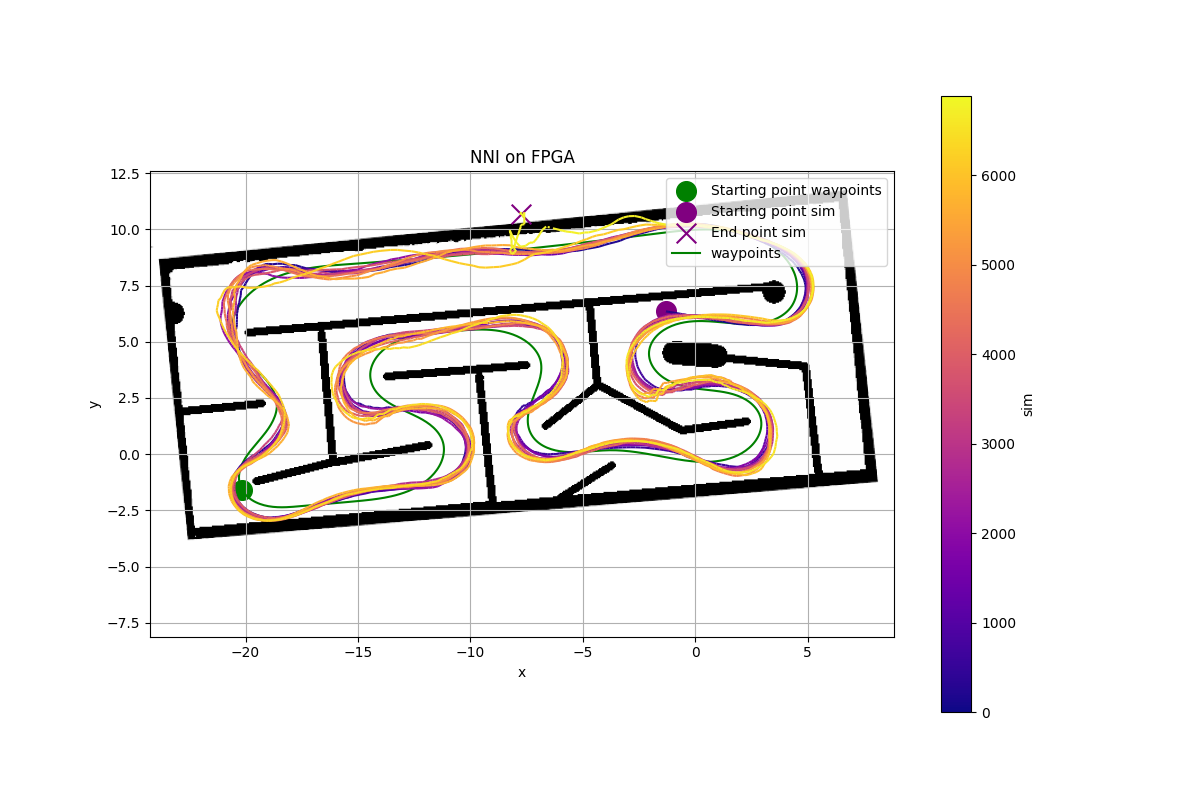 NNI on FPGA
12.5
10.0
7.5
5.0
2.5
0.0
−2.5
−5.0
−7.5
y
Starting point waypoints
Starting point sim
End point sim
waypoints
−20
−15
−10
−5
0
5
x
6000
5000
4000
3000
2000
1000
0
sim